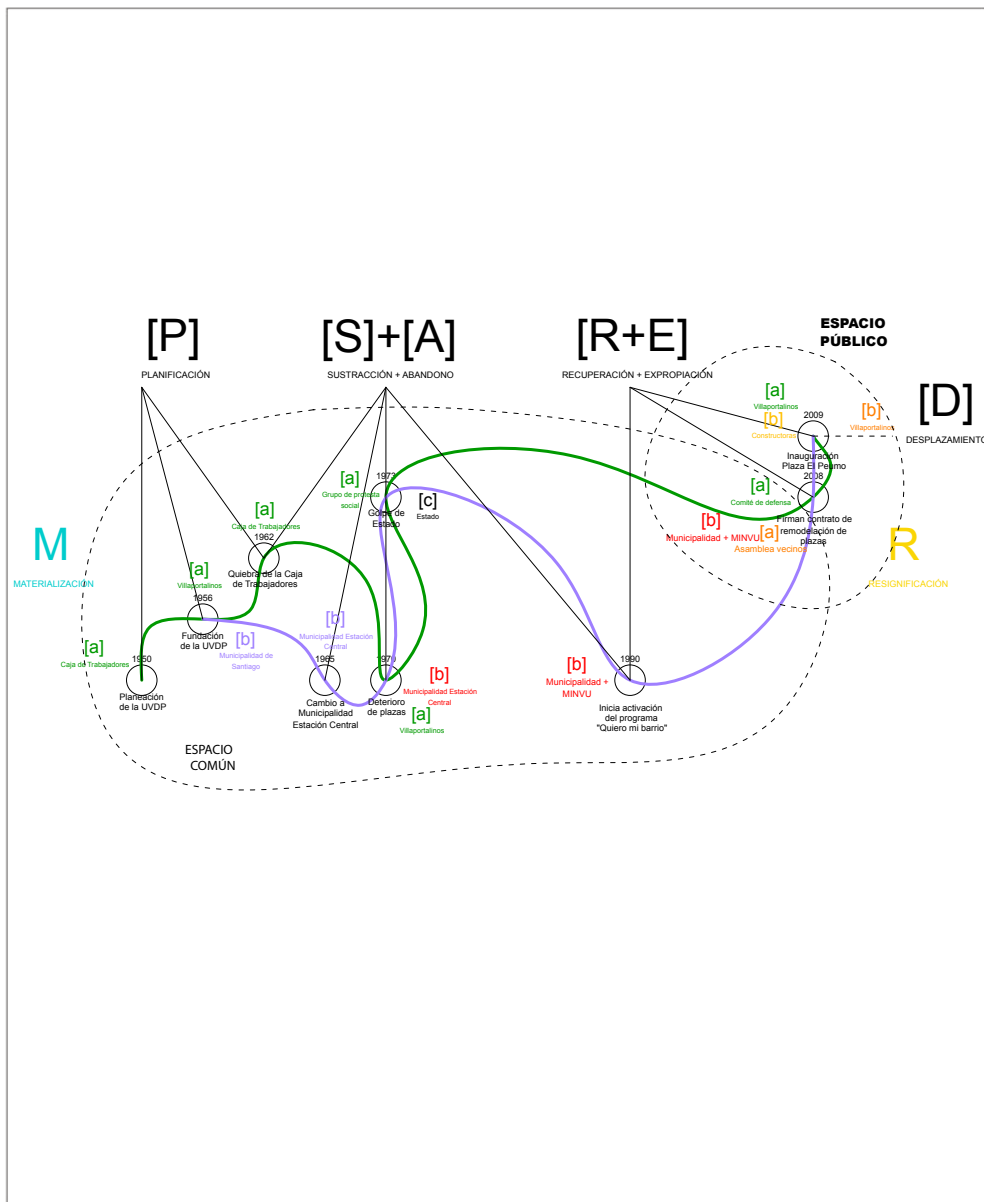 ESPACIO
PÚBLICO
[P]
PLANIFICACIÓN
[S]+[A]
SUSTRACCIÓN + ABANDONO
[R+E]
RECUPERACIÓN + EXPROPIACIÓN
[D]
DESPLAZAMIENTO
[a]
Villaportalinos
2009
[b]
Constructoras
[b]
Villaportalinos
Inauguración
Plaza El Peumo
2008
[a]
Comité de defensa
Firman contrato de
remodelación de
plazas
[b]
Municipalidad + MINVU
[a]
Asamblea vecinos
R
RESIGNIFICACIÓN
M
MATERIALIZACIÓN
[a]
Grupo de protesta
social
1973
Golpe de
Estado
[c]
Estado
[a]
Caja de Trabajadores
1962
Quiebra de la Caja
de Trabajadores
[a]
Villaportalinos
1956
Fundación
de la UVDP
[b]
Municipalidad de
Santiago
[b]
Municipalidad Estación
Central
[a]
Caja de Trabajadores
1950
Planeación
de la UVDP
1965
Cambio a
Municipalidad
Estación Central
1970
Deterioro
de plazas
[b]
Municipalidad Estación
Central
[a]
Villaportalinos
[b]
Municipalidad +
MINVU
1990
Inicia activación
del programa
"Quiero mi barrio"
ESPACIO
COMÚN